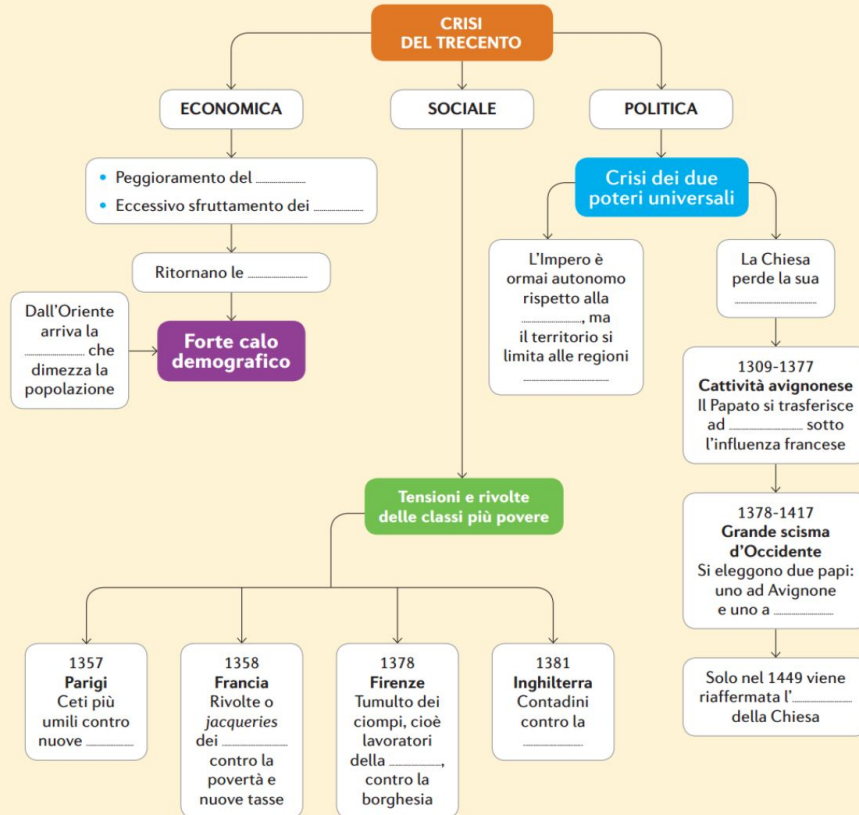 CRISI
DEL TRECENTO
ECONOMICA
SOCIALE
POLITICA
• Peggioramento del ....................
• Eccessivo sfruttamento dei ....................
Ritornano le ....................
Dall'Oriente
arriva la
.................... che
dimezza la
popolazione
Forte calo
demografico
Crisi dei due
poteri universali
L'Impero è
ormai autonomo
rispetto alla
...................., ma
il territorio si
limita alle regioni
....................
La Chiesa
perde la sua
....................
1309-1377
Cattività avignonese
Il Papato si trasferisce
ad .................... sotto
l'influenza francese
1378-1417
Grande scisma
d'Occidente
Si eleggono due papi:
uno ad Avignone
e uno a ....................
Solo nel 1449 viene
riaffermata l'....................
della Chiesa
Tensioni e rivolte
delle classi più povere
1357
Parigi
Ceti più
umili contro
nuove ....................
1358
Francia
Rivolte o
jacqueries
dei ....................
contro la
povertà e
nuove tasse
1378
Firenze
Tumulto dei
ciompi, cioè
lavoratori
della ....................,
contro la
borghesia
1381
Inghilterra
Contadini
contro la
....................